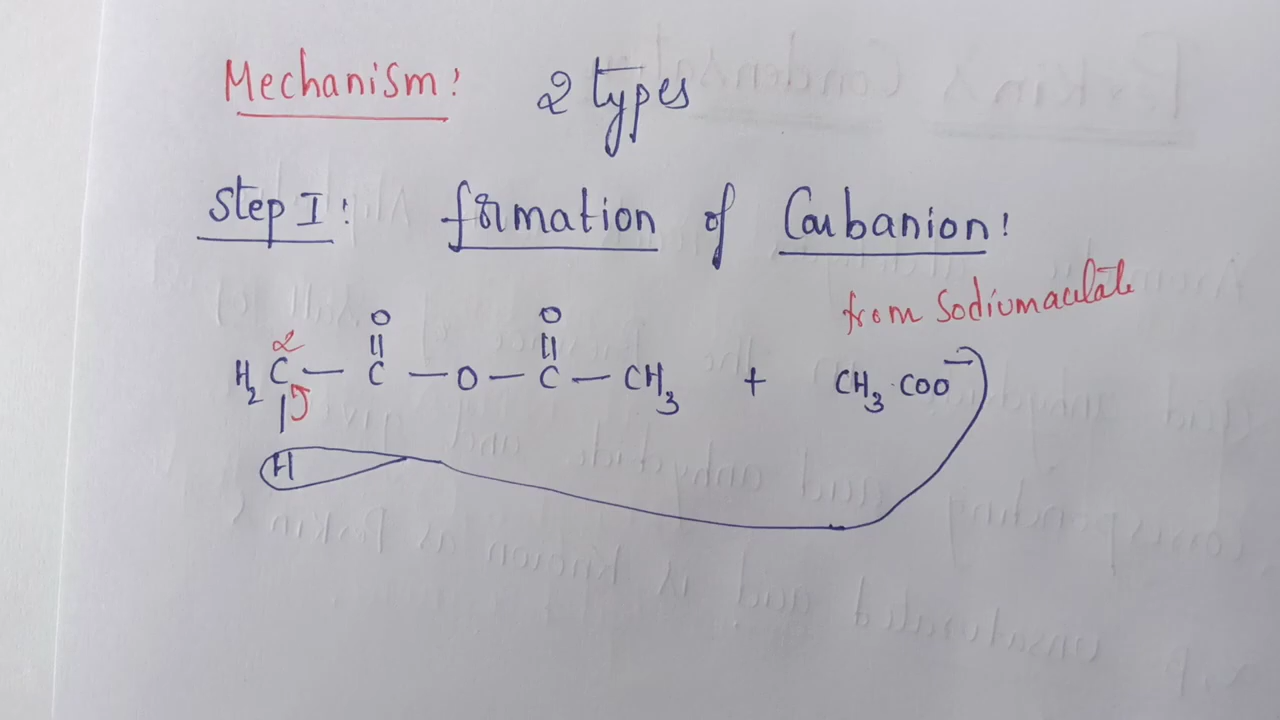 Mechanism: 2 types
Step I: formation of Carbanion:
from Sodiumacetate
O O
|| ||
α
H2C — C — O — C — CH3 + CH3COO−
|
H